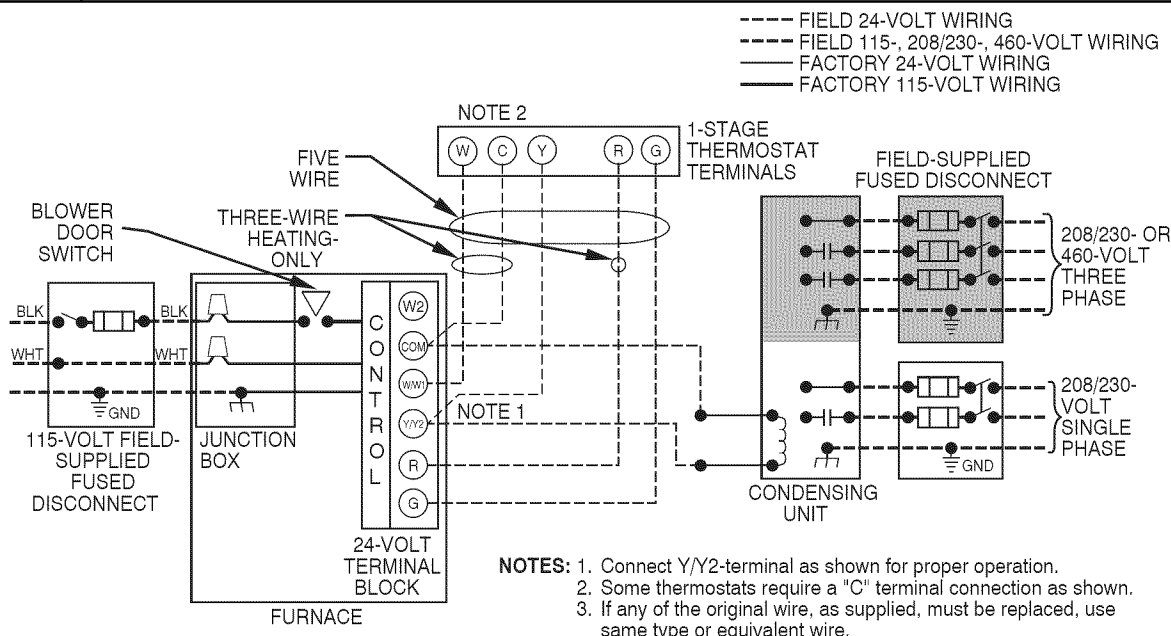 FIELD 24-VOLT WIRING
FIELD 115-, 208/230-, 460-VOLT WIRING
FACTORY 24-VOLT WIRING
FACTORY 115-VOLT WIRING
NOTE 2
W C Y R G
1-STAGE
THERMOSTAT
TERMINALS
FIVE
WIRE
THREE-WIRE
HEATING-
ONLY
BLOWER
DOOR
SWITCH
FIELD-SUPPLIED
FUSED DISCONNECT
208/230- OR
460-VOLT
THREE
PHASE
BLK
BLK
WHT
WHT
GND
115-VOLT FIELD-
SUPPLIED
FUSED
DISCONNECT
JUNCTION
BOX
CONTROL
W2
COM
W/W1
Y/Y2
R
G
NOTE 1
24-VOLT
TERMINAL
BLOCK
FURNACE
208/230-
VOLT
SINGLE
PHASE
GND
CONDENSING
UNIT
NOTES: 1. Connect Y/Y2-terminal as shown for proper operation.
2. Some thermostats require a "C" terminal connection as shown.
3. If any of the original wire, as supplied, must be replaced, use
same type or equivalent wire.